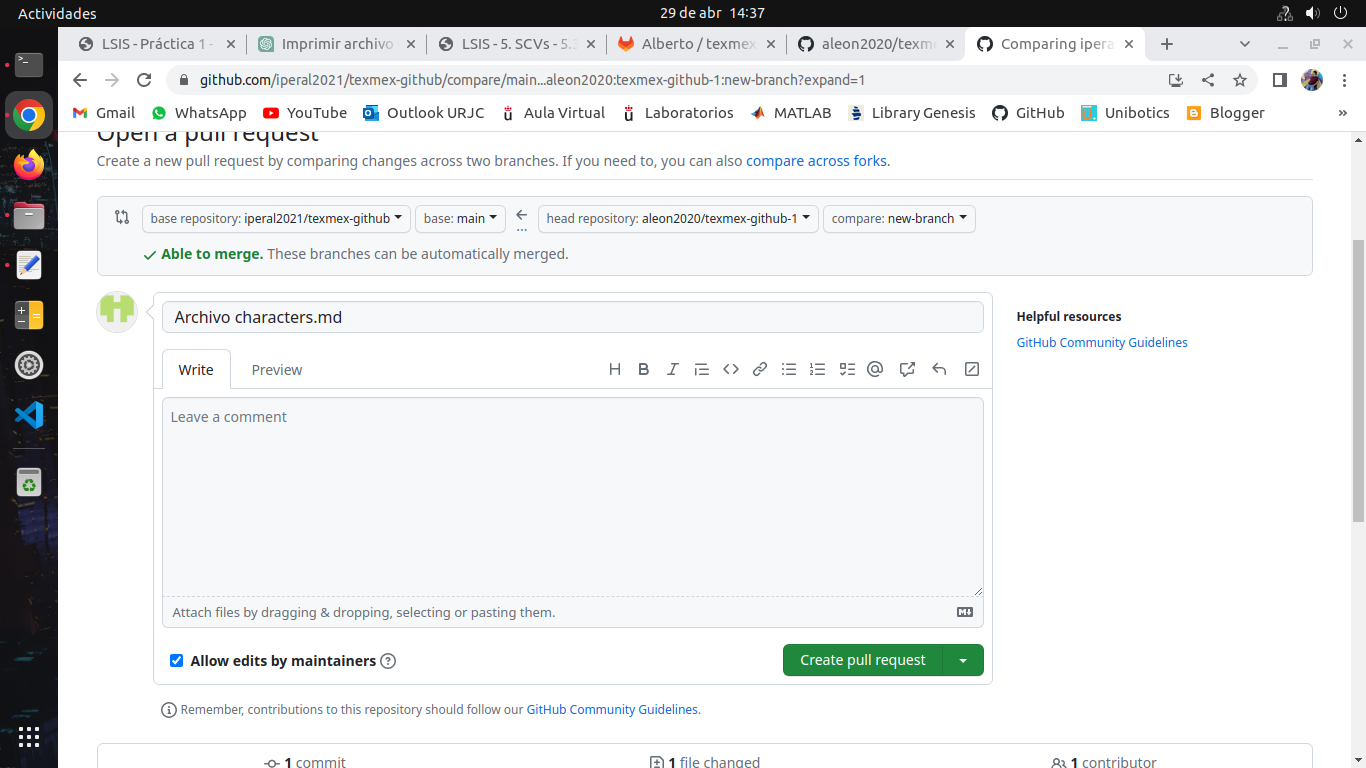 Actividades
29 de abr 14:37
LSIS - Práctica 1 -
Imprimir archivo
LSIS - 5. SCVs - 5.3
Alberto / texmex
aleon2020/texm
Comparing ipera
github.com/iperal2021/texmex-github/compare/main...aleon2020:texmex-github-1:new-branch?expand=1
Gmail
WhatsApp
YouTube
Outlook URJC
Aula Virtual
Laboratorios
MATLAB
Library Genesis
GitHub
Unibotics
Blogger
»
Open a pull request
Create a new pull request by comparing changes across two branches. If you need to, you can also compare across forks.
base repository: iperal2021/texmex-github
base: main
...
head repository: aleon2020/texmex-github-1
compare: new-branch
Able to merge. These branches can be automatically merged.
Archivo characters.md
Write
Preview
Leave a comment
Attach files by dragging & dropping, selecting or pasting them.
Allow edits by maintainers
Create pull request
Remember, contributions to this repository should follow our GitHub Community Guidelines.
Helpful resources
GitHub Community Guidelines
1 commit
1 file changed
1 contributor